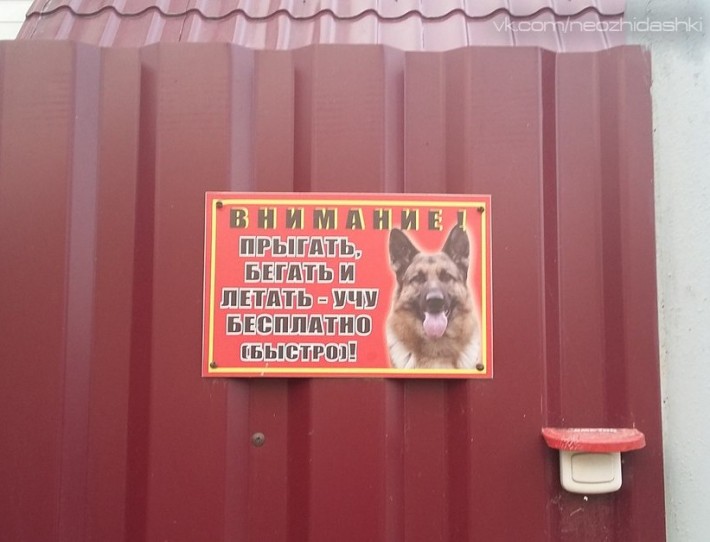 vk.com/neozhidashki
ВНИМАНИЕ!
ПРЫГАТЬ,
БЕГАТЬ И
ЛЕТАТЬ - УЧУ
БЕСПЛАТНО
(БЫСТРО)!